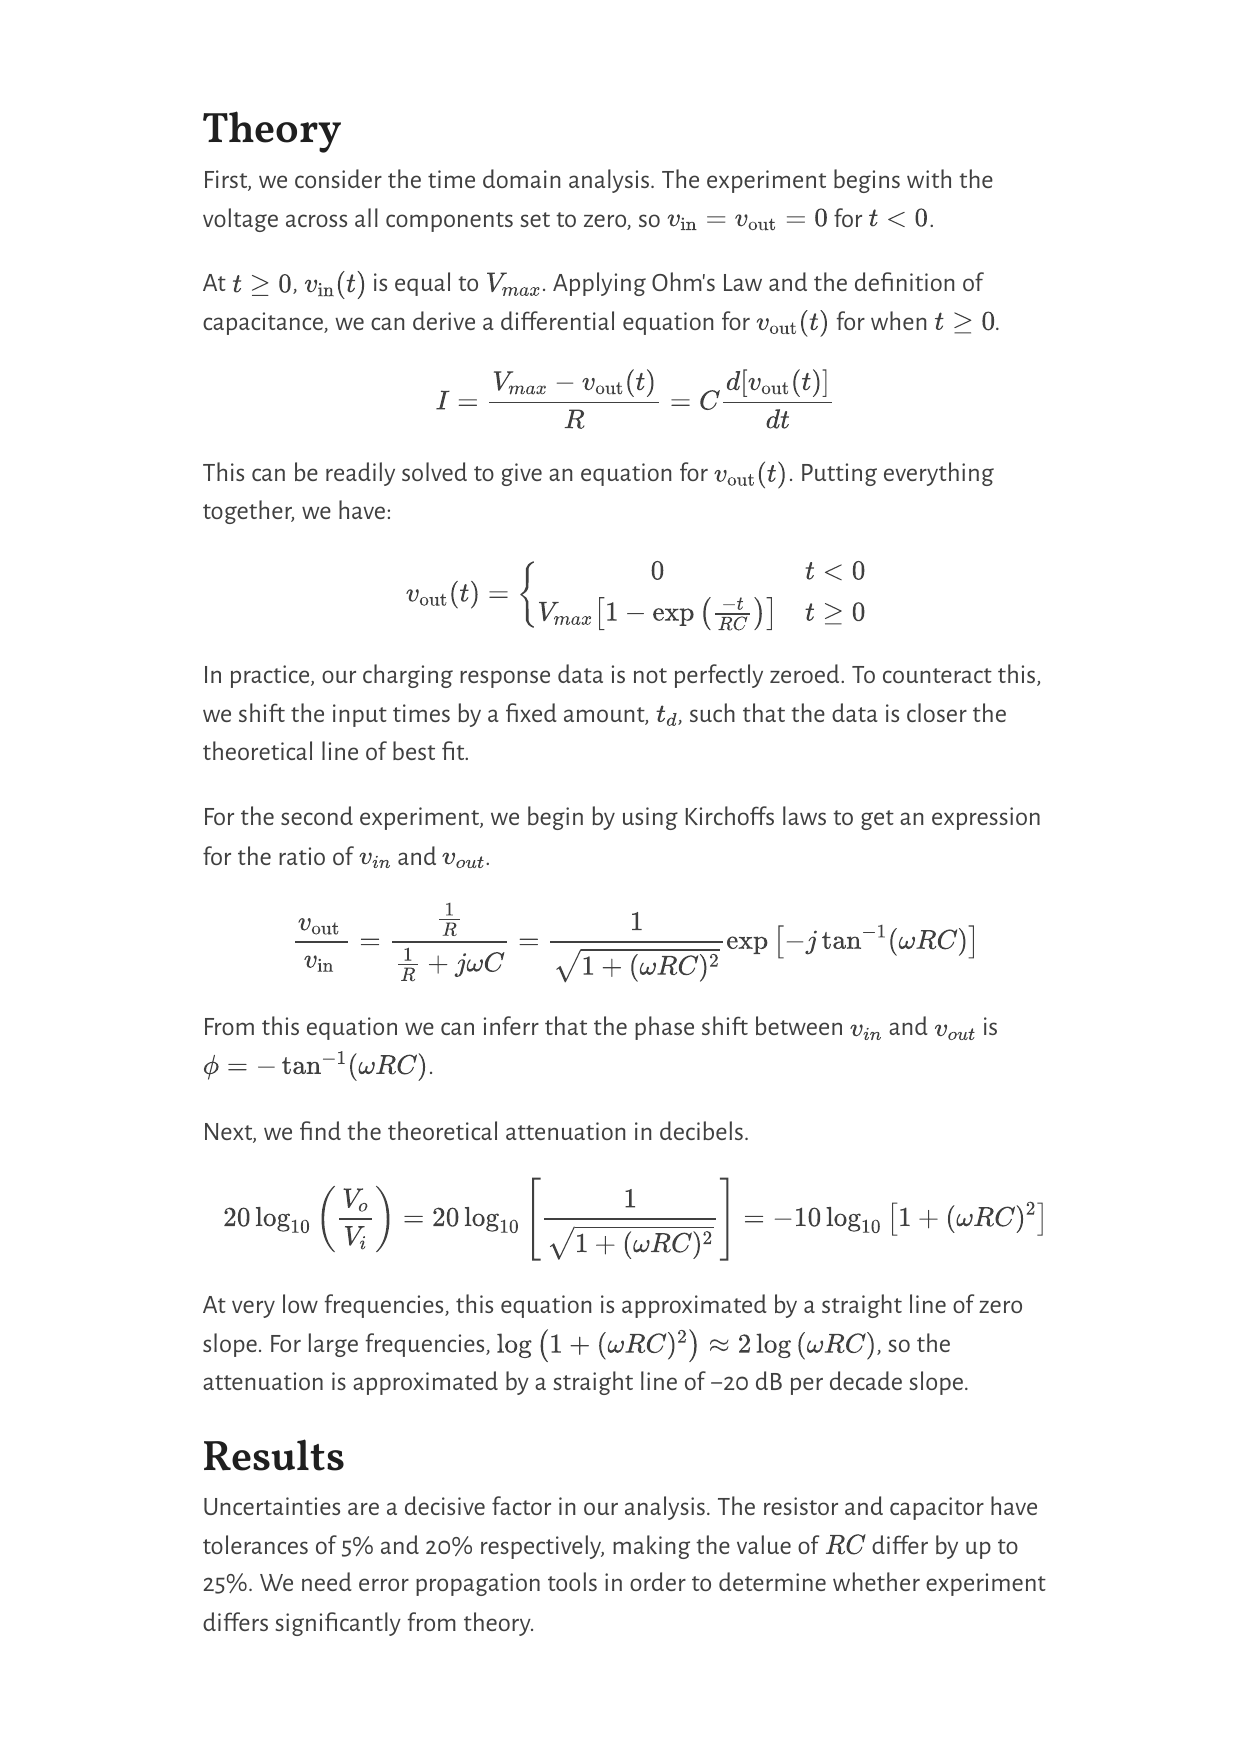 Theory
First, we consider the time domain analysis. The experiment begins with the
voltage across all components set to zero, so $v_{\text{in}} = v_{\text{out}} = 0$ for $t < 0$.
At $t \geq 0$, $v_{\text{in}}(t)$ is equal to $V_{max}$. Applying Ohm's Law and the definition of
capacitance, we can derive a differential equation for $v_{\text{out}}(t)$ for when $t \geq 0$.
$I = \frac{V_{max} - v_{\text{out}}(t)}{R} = C \frac{d[v_{\text{out}}(t)]}{dt}$
This can be readily solved to give an equation for $v_{\text{out}}(t)$. Putting everything
together, we have:
$v_{\text{out}}(t) = \begin{cases} 0 & t < 0 \\ V_{max}\left[1 - \exp\left(\frac{-t}{RC}\right)\right] & t \geq 0 \end{cases}$
In practice, our charging response data is not perfectly zeroed. To counteract this,
we shift the input times by a fixed amount, $t_d$, such that the data is closer the
theoretical line of best fit.
For the second experiment, we begin by using Kirchoffs laws to get an expression
for the ratio of $v_{in}$ and $v_{out}$.
$\frac{v_{\text{out}}}{v_{\text{in}}} = \frac{\frac{1}{R}}{\frac{1}{R} + j\omega C} = \frac{1}{\sqrt{1 + (\omega RC)^2}} \exp\left[-j \tan^{-1}(\omega RC)\right]$
From this equation we can inferr that the phase shift between $v_{in}$ and $v_{out}$ is
$\phi = -\tan^{-1}(\omega RC)$.
Next, we find the theoretical attenuation in decibels.
$20 \log_{10}\left(\frac{V_o}{V_i}\right) = 20 \log_{10}\left[\frac{1}{\sqrt{1 + (\omega RC)^2}}\right] = -10 \log_{10}\left[1 + (\omega RC)^2\right]$
At very low frequencies, this equation is approximated by a straight line of zero
slope. For large frequencies, $\log\left(1 + (\omega RC)^2\right) \approx 2 \log(\omega RC)$, so the
attenuation is approximated by a straight line of −20 dB per decade slope.
Results
Uncertainties are a decisive factor in our analysis. The resistor and capacitor have
tolerances of 5% and 20% respectively, making the value of $RC$ differ by up to
25%. We need error propagation tools in order to determine whether experiment
differs significantly from theory.